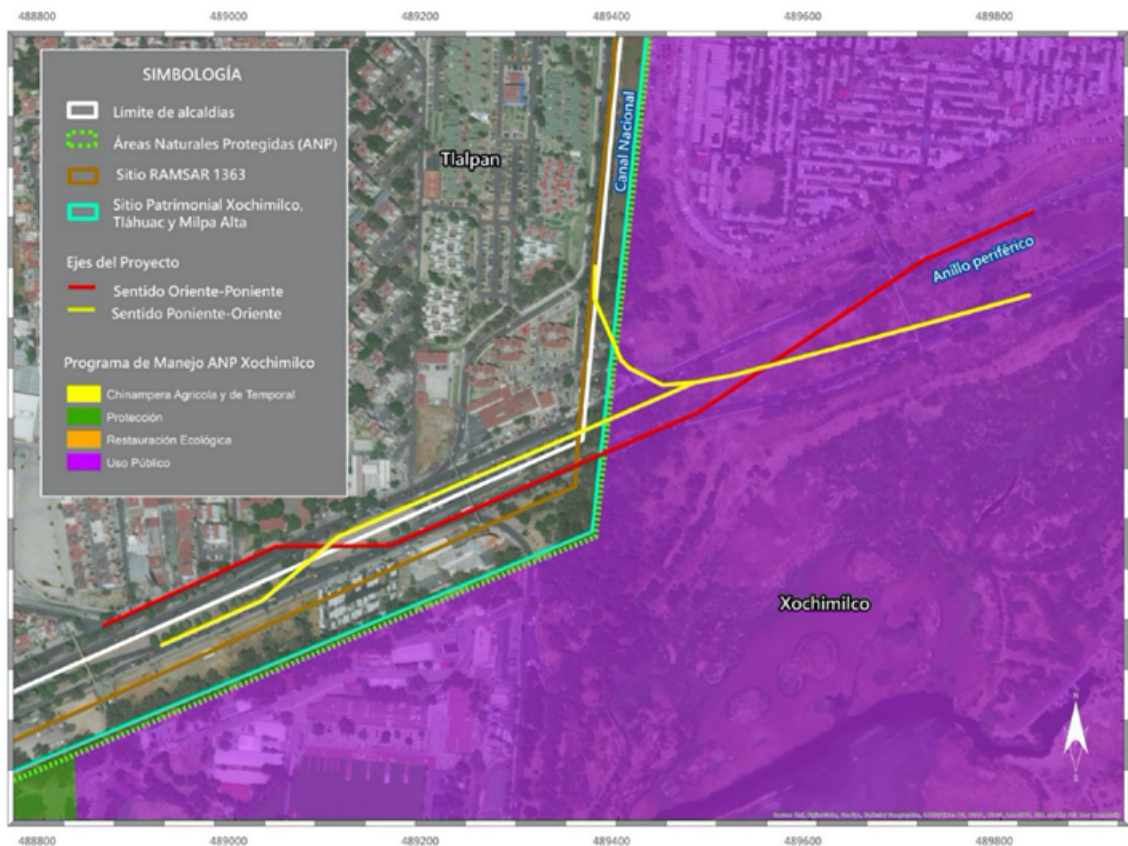 488800 489000 489200 489400 489600 489800
SIMBOLOGÍA
Límite de alcaldías
Áreas Naturales Protegidas (ANP)
Sitio RAMSAR 1363
Sitio Patrimonial Xochimilco,
Tláhuac y Milpa Alta
Ejes del Proyecto
Sentido Oriente-Poniente
Sentido Poniente-Oriente
Programa de Manejo ANP Xochimilco
Chinampera Agrícola y de Temporal
Protección
Restauración Ecológica
Uso Público
Tlalpan
Canal Nacional
Anillo periférico
Xochimilco
N
S
488800 489000 489200 489400 489600 489800